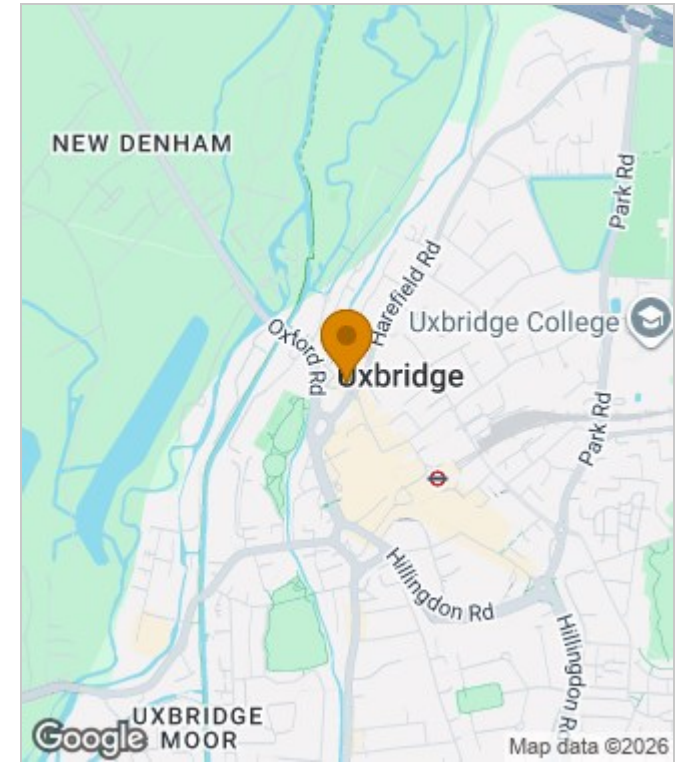 NEW DENHAM
Park Rd
Harefield Rd
Uxbridge College
Oxford Rd
Uxbridge
Park Rd
Hillingdon Rd
Hillingdon Rd
UXBRIDGE
MOOR
Google
Map data ©2026